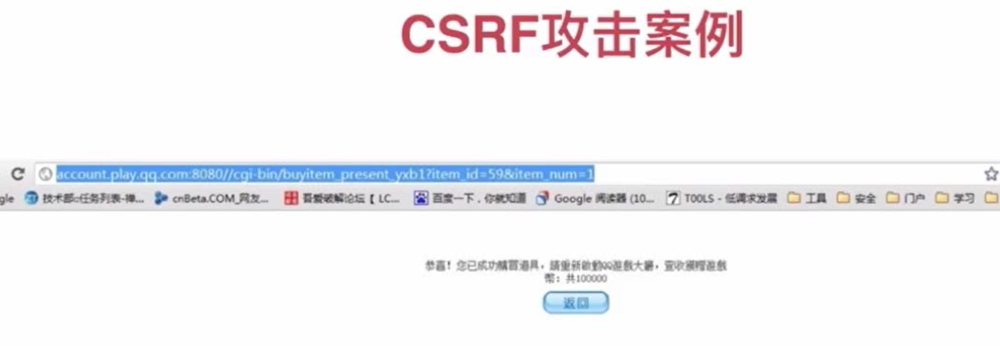 CSRF攻击案例
account.play.qq.com:8080//cgi-bin/buyitem_present_yxb1?item_id=59&item_num=1
gle 技术部::任务列表-禅... cnBeta.COM_网友... 吾爱破解论坛【 LC... 百度一下，你就知道 Google 阅读器 (10... T00LS - 低调求发展 工具 安全 门户 学习
恭喜！您已成功購買道具，請重新啟動QQ遊戲大廳，查收獲贈遊戲
幣：共100000
返回